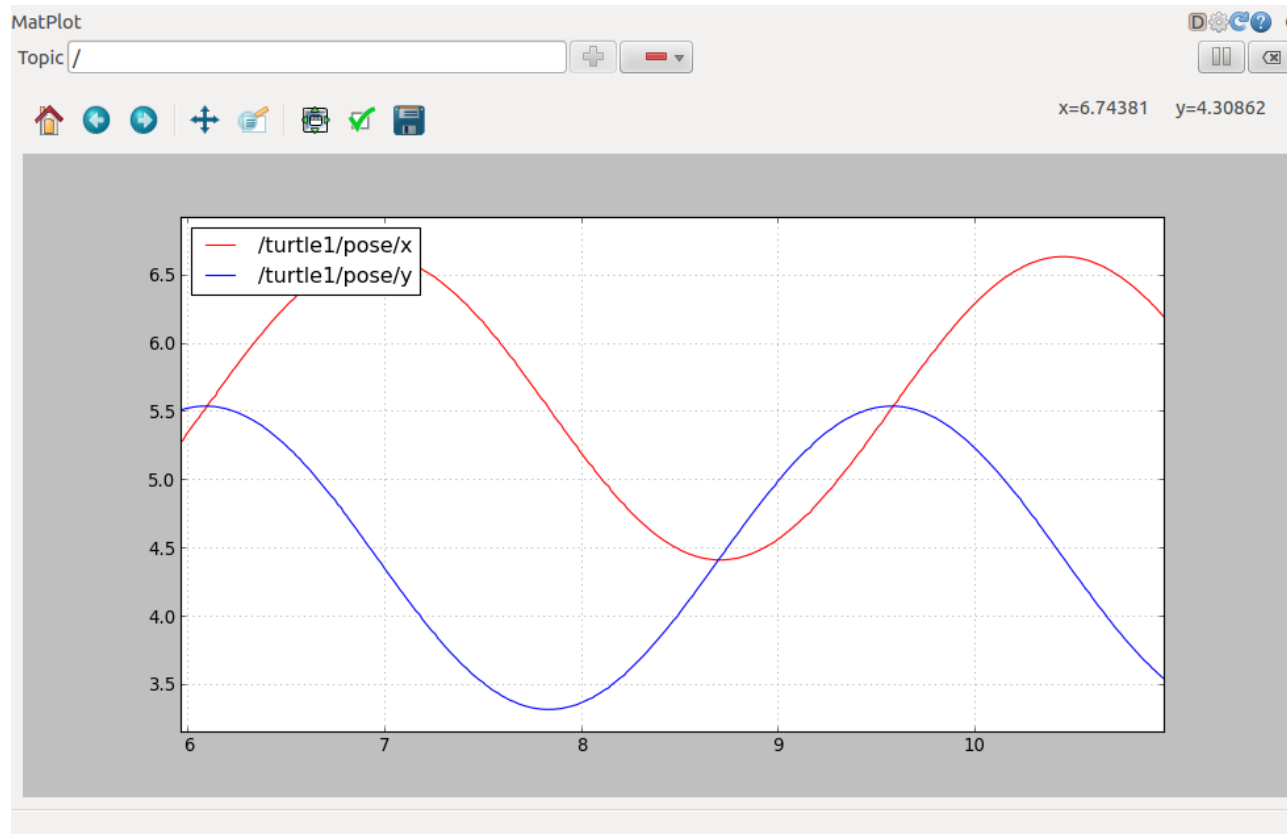 MatPlot
D
Topic /
x=6.74381 y=4.30862
/turtle1/pose/x
/turtle1/pose/y
6.5
6.0
5.5
5.0
4.5
4.0
3.5
6 7 8 9 10